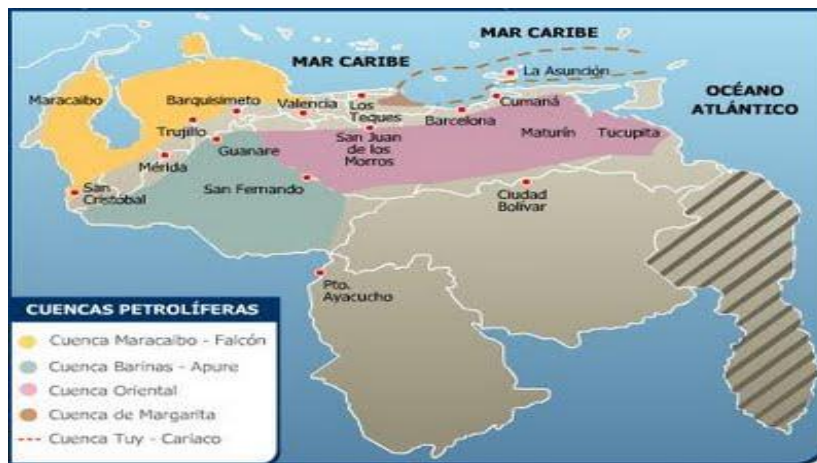 MAR CARIBE
MAR CARIBE
La Asunción
OCÉANO
ATLÁNTICO
Maracaibo
Barquisimeto
Valencia
Los
Teques
Cumaná
Barcelona
Trujillo
Guanare
San Juan
de los
Morros
Maturín
Tucupita
Mérida
San
Cristóbal
San Fernando
Ciudad
Bolívar
Pto.
Ayacucho
CUENCAS PETROLÍFERAS
Cuenca Maracaibo - Falcón
Cuenca Barinas - Apure
Cuenca Oriental
Cuenca de Margarita
Cuenca Tuy - Cariaco